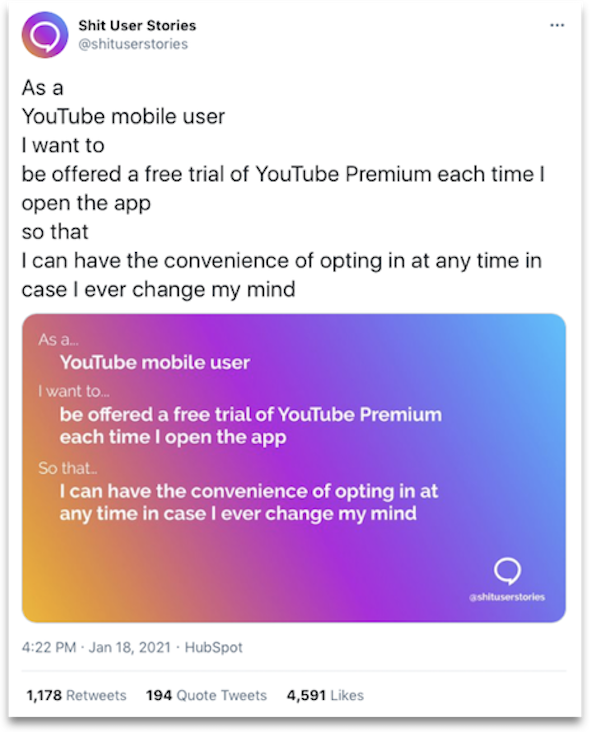 Shit User Stories
@shituserstories
As a
YouTube mobile user
I want to
be offered a free trial of YouTube Premium each time I
open the app
so that
I can have the convenience of opting in at any time in
case I ever change my mind
As a...
YouTube mobile user
I want to...
be offered a free trial of YouTube Premium
each time I open the app
So that...
I can have the convenience of opting in at
any time in case I ever change my mind
@shituserstories
4:22 PM · Jan 18, 2021 · HubSpot
1,178 Retweets 194 Quote Tweets 4,591 Likes